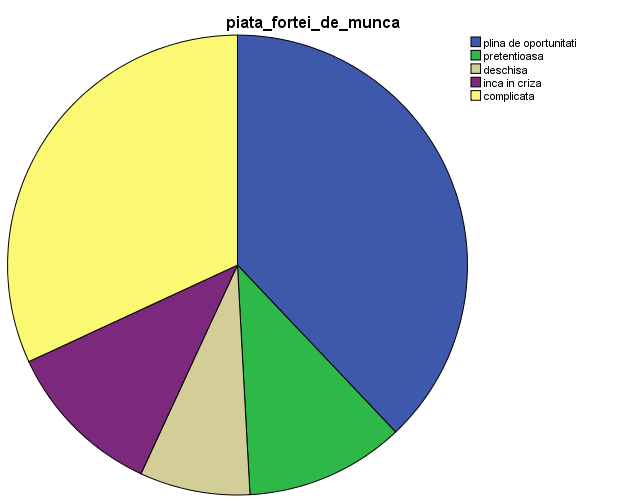 piata_fortei_de_munca
plina de oportunitati
pretentioasa
deschisa
inca in criza
complicata